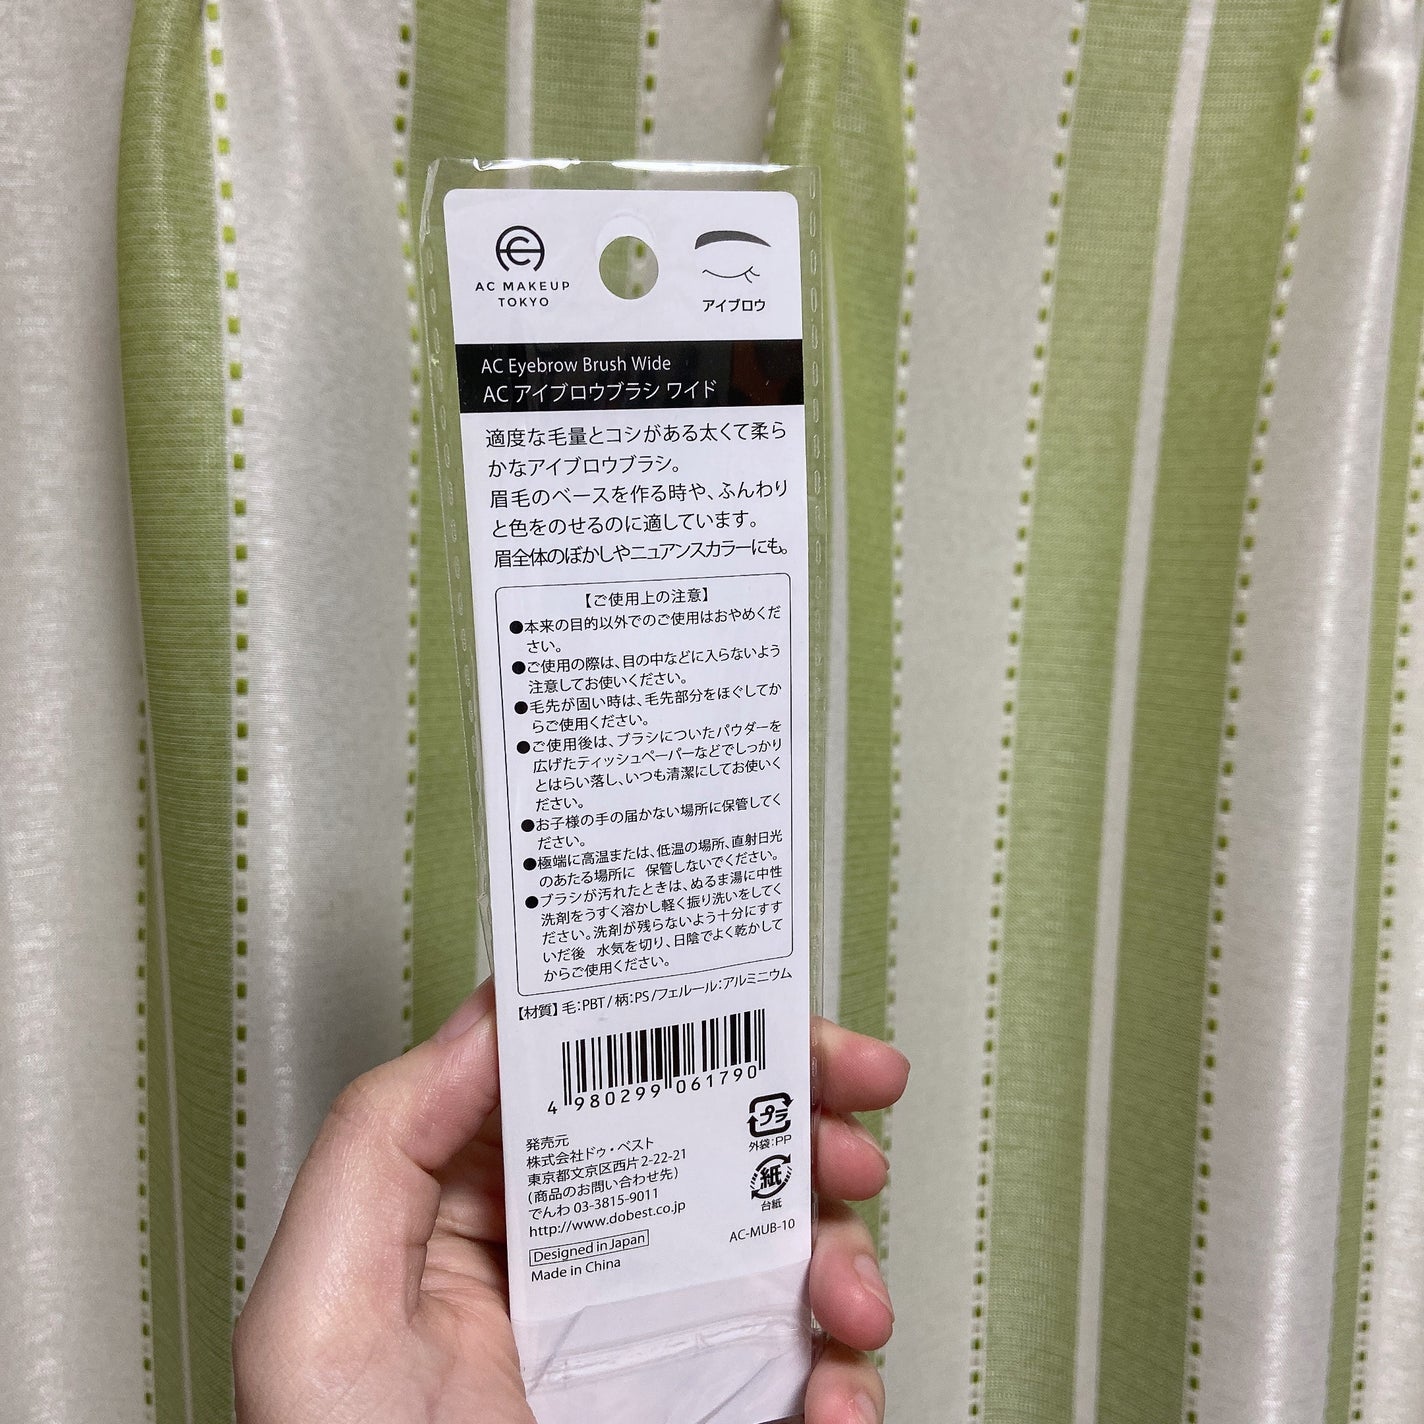 AC MAKEUP
TOKYO
アイブロウ
AC Eyebrow Brush Wide
AC アイブロウブラシ ワイド
適度な毛量とコシがある太くて柔ら
かなアイブロウブラシ。
眉毛のベースを作る時や、ふんわり
と色をのせるのに適しています。
眉全体のぼかしやニュアンスカラーにも。
【ご使用上の注意】
●本来の目的以外でのご使用はおやめくだ
さい。
●ご使用の際は、目の中などに入らないよう
注意してお使いください。
●毛先が固い時は、毛先部分をほぐしてか
らご使用ください。
●ご使用後は、ブラシについたパウダーを
広げたティッシュペーパーなどでしっかり
とはらい落し、いつも清潔にしてお使いく
ださい。
●お子様の手の届かない場所に保管してく
ださい。
●極端に高温または、低温の場所、直射日光
のあたる場所に 保管しないでください。
●ブラシが汚れたときは、ぬるま湯に中性
洗剤をうすく溶かし軽く振り洗いをしてく
ださい。洗剤が残らないよう十分にすす
いだ後 水気を切り、日陰でよく乾かして
からご使用ください。
【材質】毛:PBT/柄:PS/フェルール:アルミニウム
4 980299 061790
プラ
外袋:PP
紙
台紙
発売元
株式会社ドゥ・ベスト
東京都文京区西片2-22-21
(商品のお問い合わせ先)
でんわ 03-3815-9011
http://www.dobest.co.jp
AC-MUB-10
Designed in Japan
Made in China